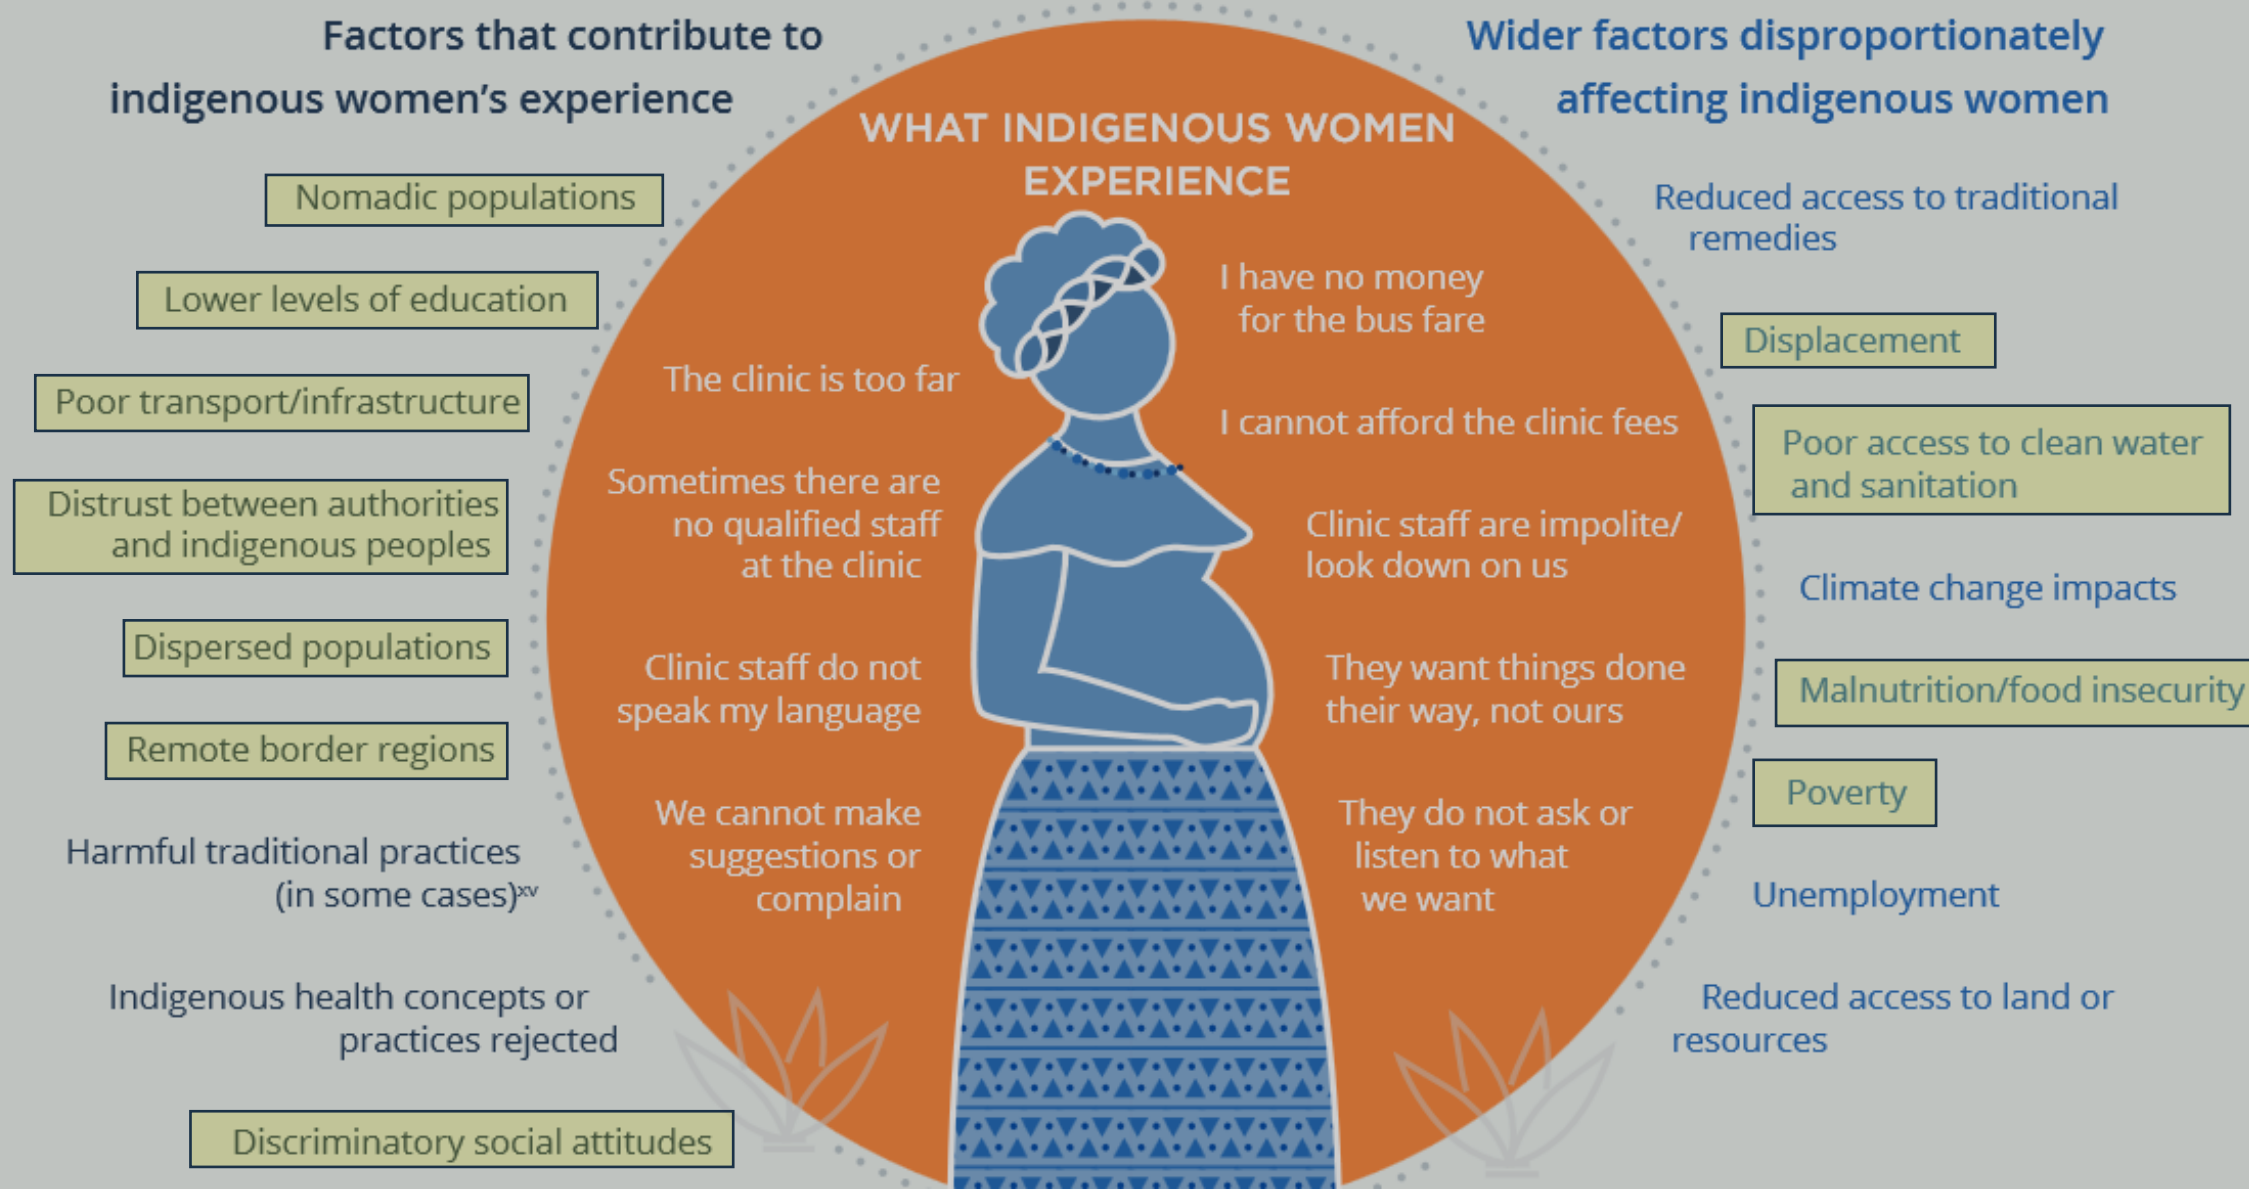 Factors that contribute to
indigenous women's experience
Nomadic populations
Lower levels of education
Poor transport/infrastructure
Distrust between authorities
and indigenous peoples
Dispersed populations
Remote border regions
Harmful traditional practices
(in some cases)xv
Indigenous health concepts or
practices rejected
Discriminatory social attitudes
WHAT INDIGENOUS WOMEN
EXPERIENCE
The clinic is too far
Sometimes there are
no qualified staff
at the clinic
Clinic staff do not
speak my language
We cannot make
suggestions or
complain
I have no money
for the bus fare
I cannot afford the clinic fees
Clinic staff are impolite/
look down on us
They want things done
their way, not ours
They do not ask or
listen to what
we want
Wider factors disproportionately
affecting indigenous women
Reduced access to traditional
remedies
Displacement
Poor access to clean water
and sanitation
Climate change impacts
Malnutrition/food insecurity
Poverty
Unemployment
Reduced access to land or
resources